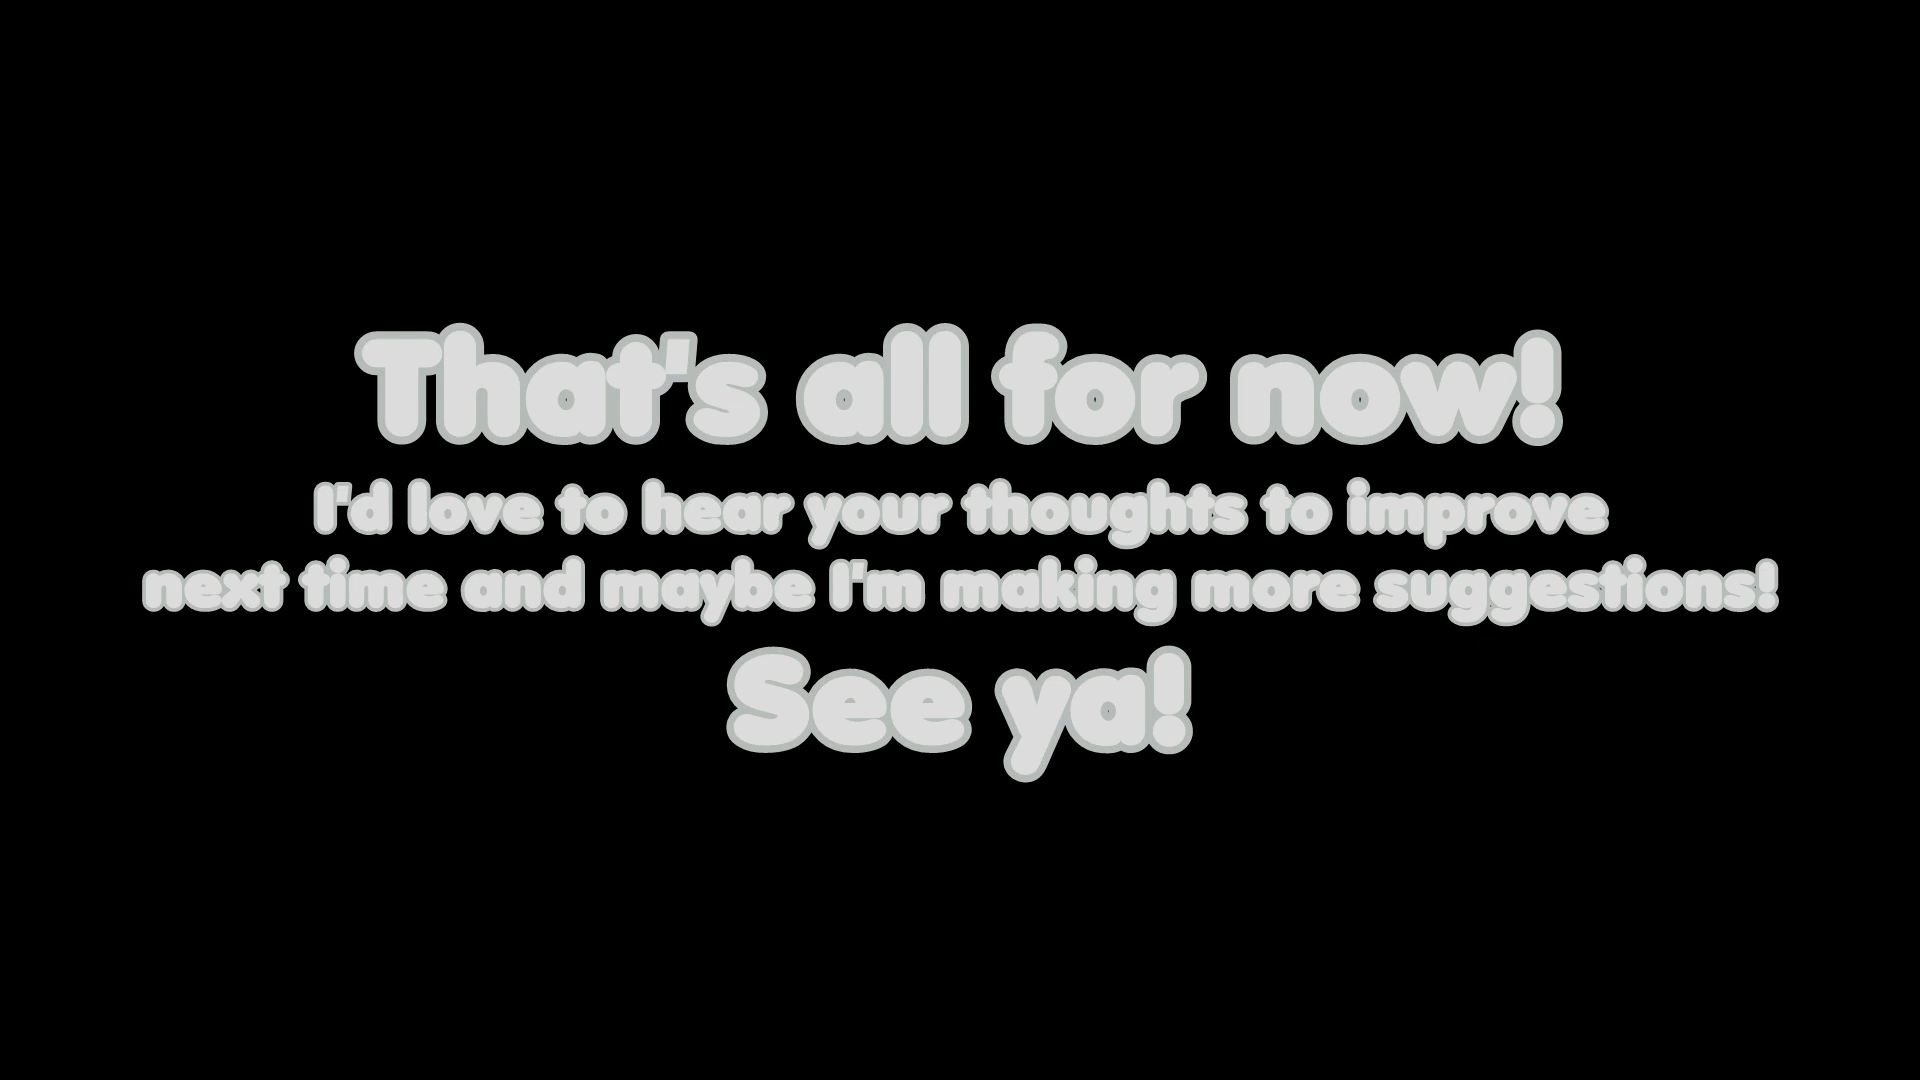 That's all for now!
I'd love to hear your thoughts to improve
next time and maybe I'm making more suggestions!
See ya!